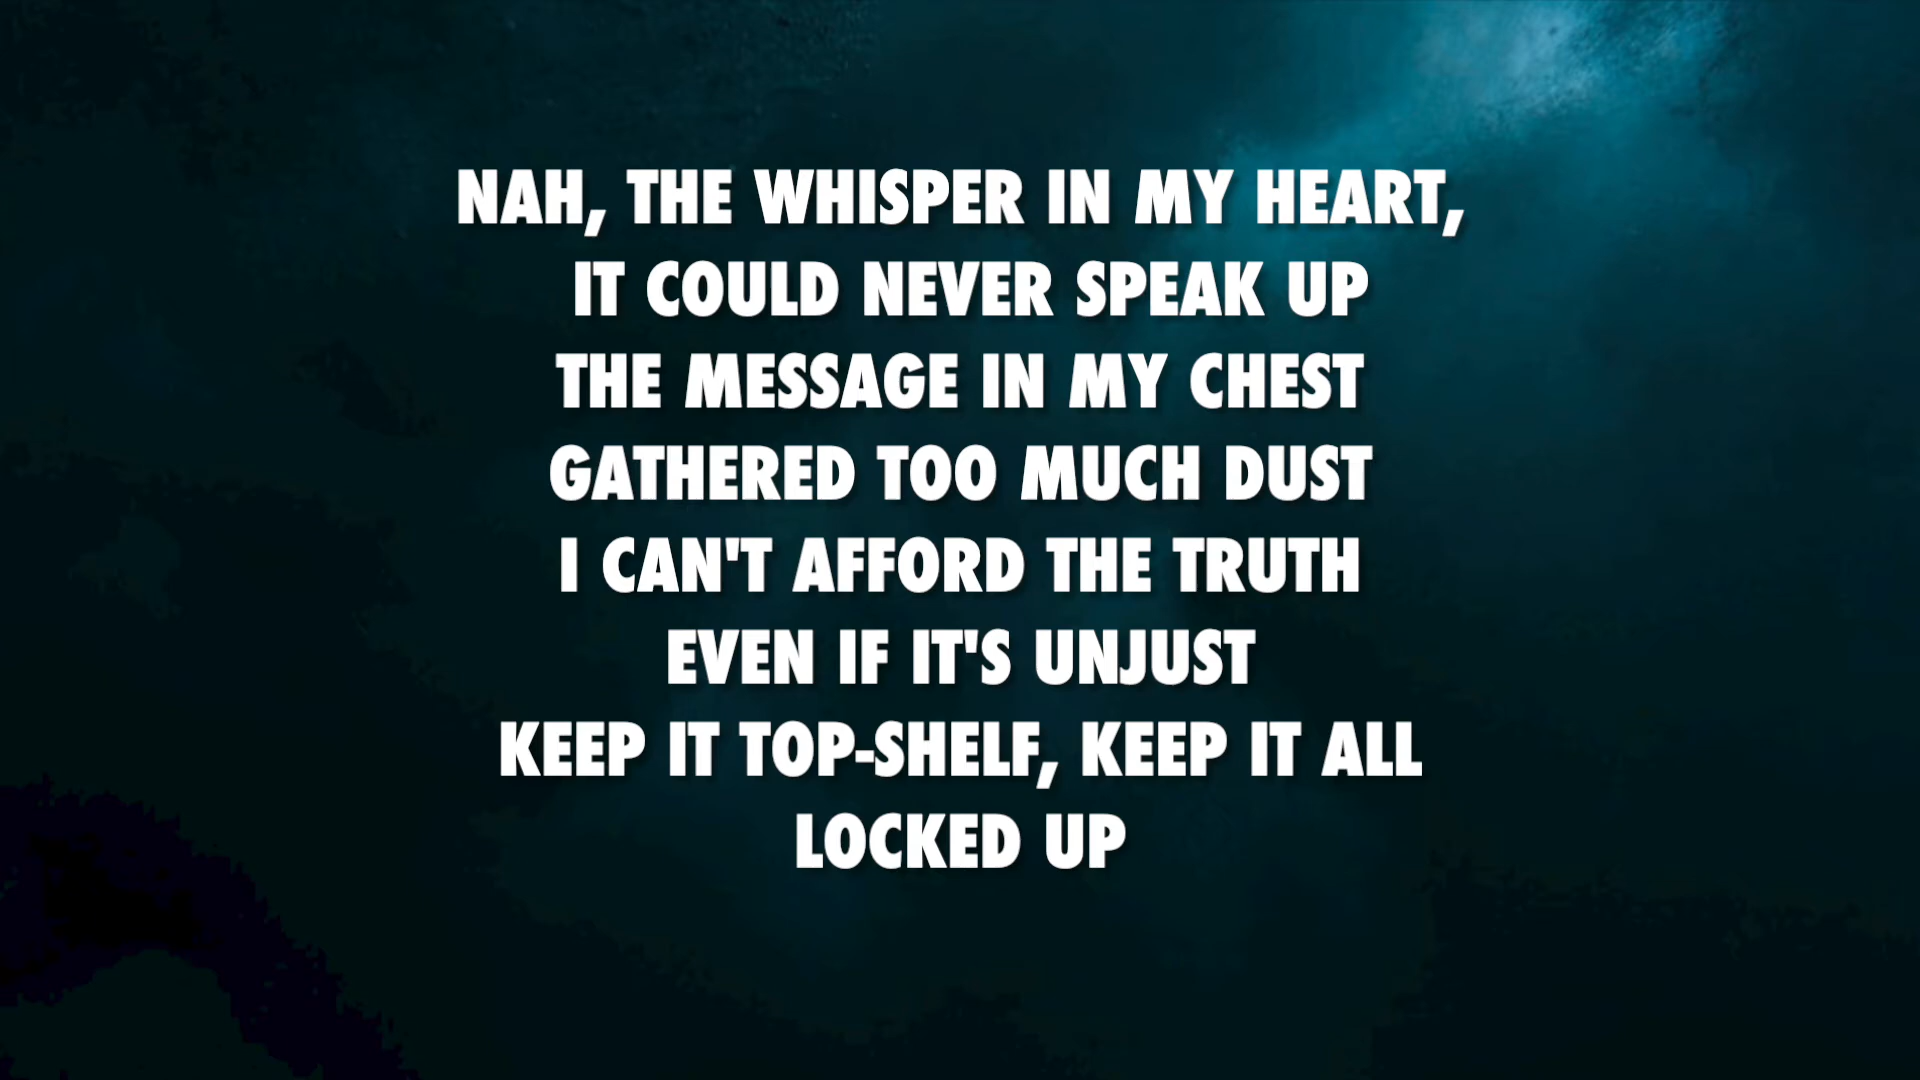 NAH, THE WHISPER IN MY HEART,
IT COULD NEVER SPEAK UP
THE MESSAGE IN MY CHEST
GATHERED TOO MUCH DUST
I CAN'T AFFORD THE TRUTH
EVEN IF IT'S UNJUST
KEEP IT TOP-SHELF, KEEP IT ALL
LOCKED UP